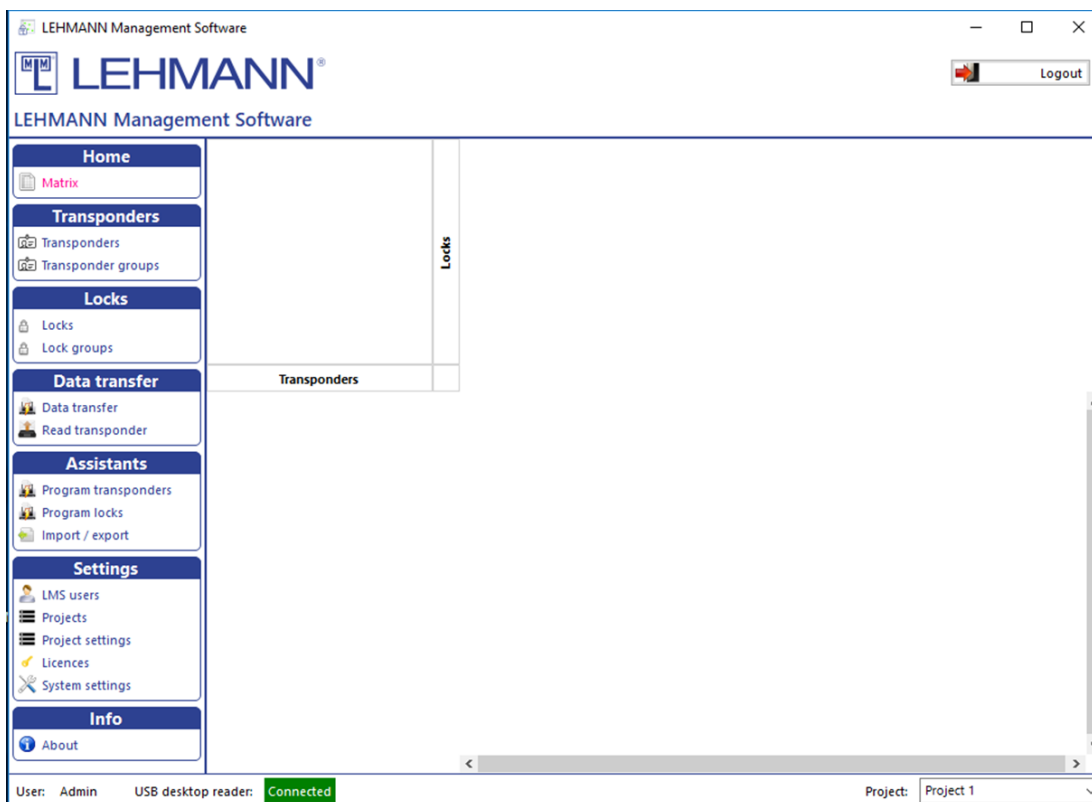 LEHMANN Management Software
MLM LEHMANN®
Logout
LEHMANN Management Software
Home
Matrix
Transponders
Transponders
Transponder groups
Locks
Locks
Lock groups
Data transfer
Data transfer
Read transponder
Assistants
Program transponders
Program locks
Import / export
Settings
LMS users
Projects
Project settings
Licences
System settings
Info
About
Locks
Transponders
User: Admin USB desktop reader: Connected Project: Project 1